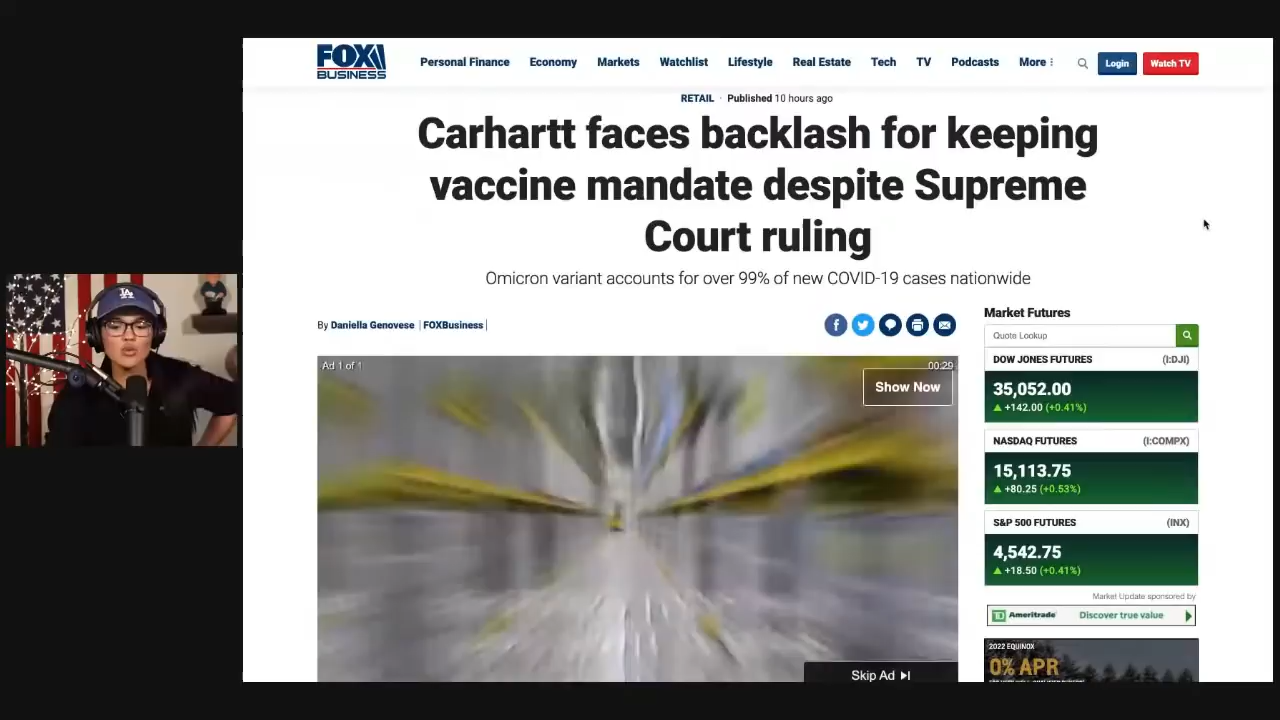 FOX
BUSINESS
Personal Finance Economy Markets Watchlist Lifestyle Real Estate Tech TV Podcasts More Login Watch TV
RETAIL · Published 10 hours ago
Carhartt faces backlash for keeping
vaccine mandate despite Supreme
Court ruling
Omicron variant accounts for over 99% of new COVID-19 cases nationwide
By Daniella Genovese | FOXBusiness |
Ad 1 of 1
00:29
Show Now
Skip Ad
Market Futures
Quote Lookup
DOW JONES FUTURES (I:DJI)
35,052.00
+142.00 (+0.41%)
NASDAQ FUTURES (I:COMPX)
15,113.75
+80.25 (+0.53%)
S&P 500 FUTURES (INX)
4,542.75
+18.50 (+0.41%)
Market Update sponsored by
TD Ameritrade Discover true value
2022 EQUINOX
0% APR
LA